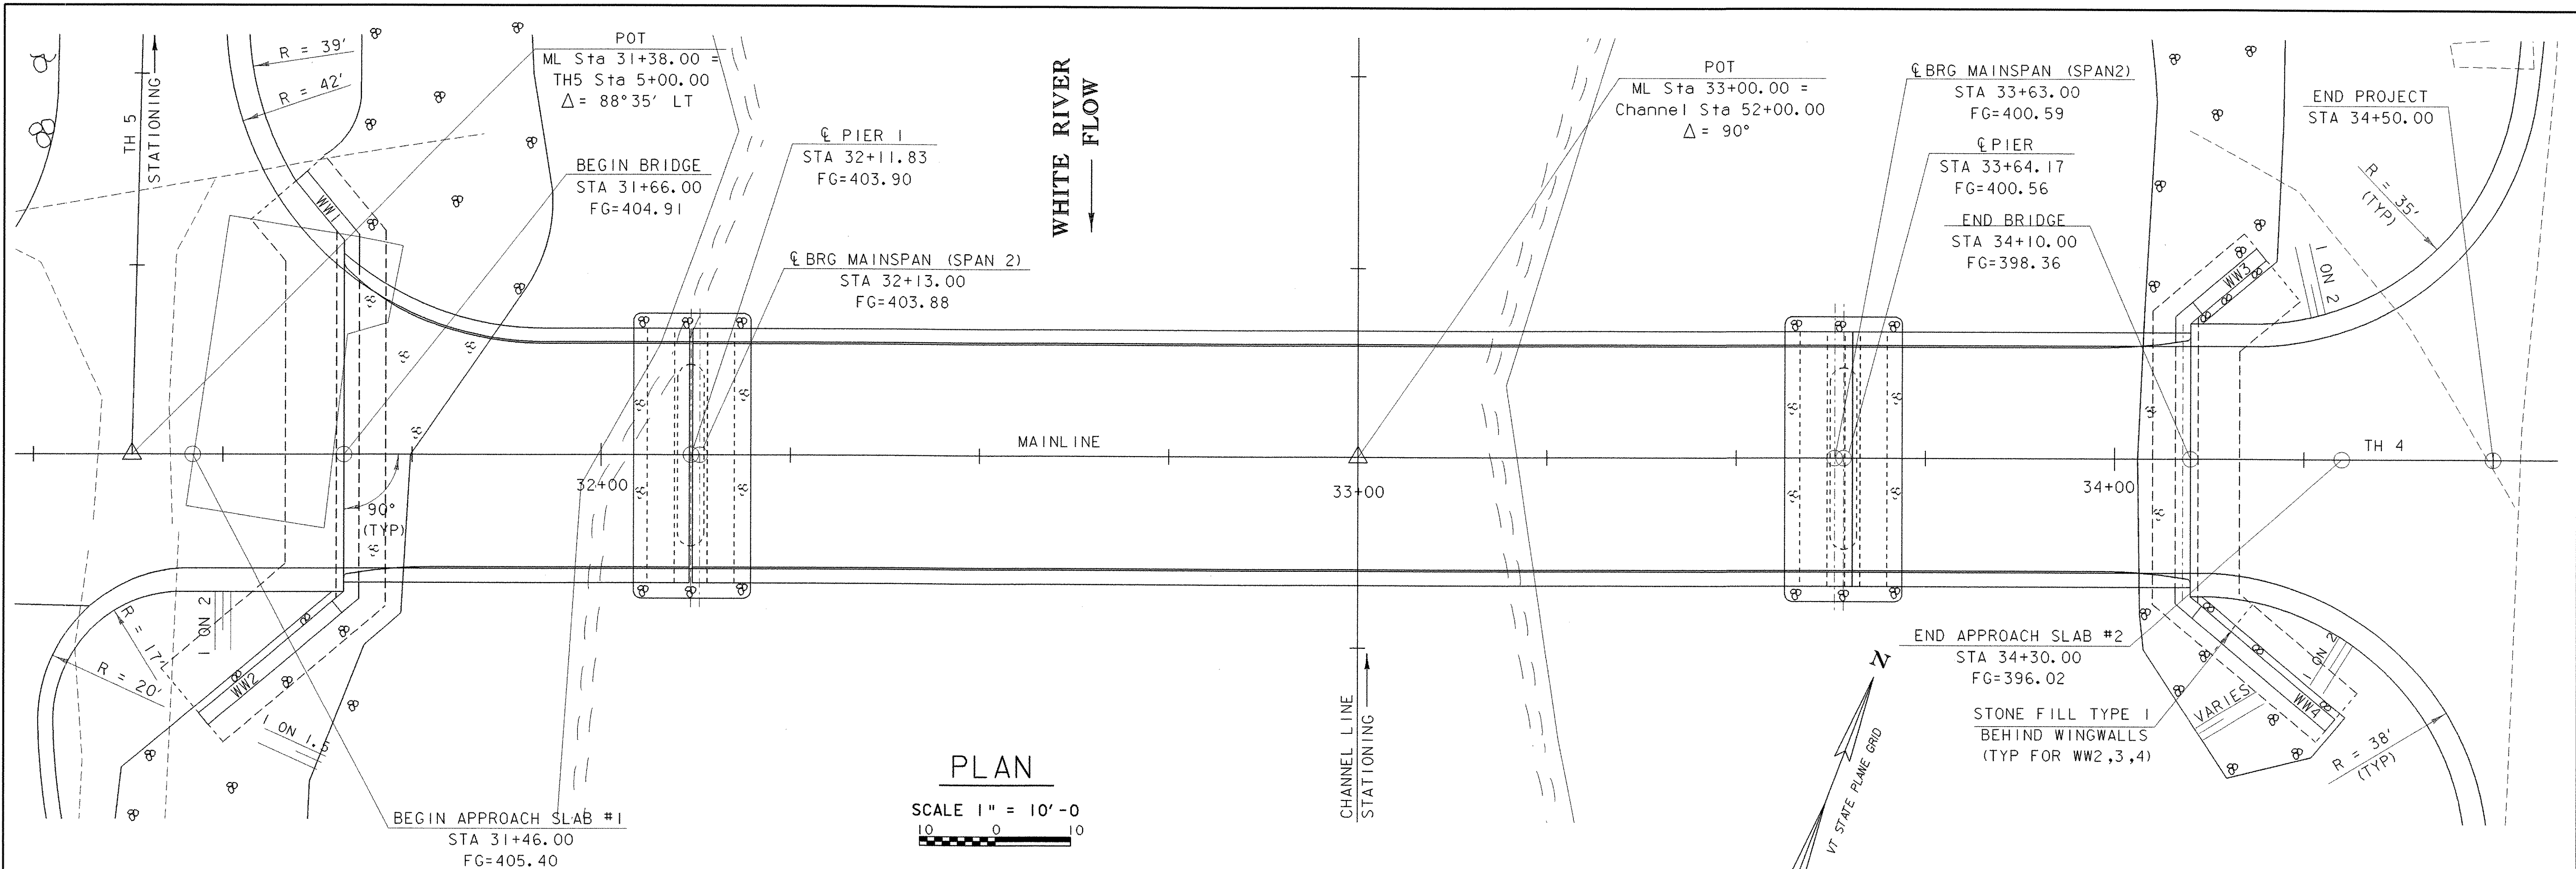 TH 5
STATIONING
R = 39'
R = 42'
POT
ML Sta 31+38.00 =
TH5 Sta 5+00.00
Δ= 88°35' LT
BEGIN BRIDGE
STA 31+66.00
FG=404.91
℄ PIER 1
STA 32+11.83
FG=403.90
℄ BRG MAINSPAN (SPAN 2)
STA 32+13.00
FG=403.88
WHITE RIVER
FLOW
POT
ML Sta 33+00.00 =
Channel Sta 52+00.00
Δ= 90°
℄ BRG MAINSPAN (SPAN2)
STA 33+63.00
FG=400.59
℄ PIER
STA 33+64.17
FG=400.56
END BRIDGE
STA 34+10.00
FG=398.36
END PROJECT
STA 34+50.00
R = 35'
(TYP)
1 ON 2
WW1
WW3
MAINLINE
TH 4
32+00
33+00
34+00
90°
(TYP)
1 ON 2
R = 17'
R = 20'
WW2
1 ON 1.5
BEGIN APPROACH SLAB #1
STA 31+46.00
FG=405.40
PLAN
SCALE 1" = 10'-0
10 0 10
CHANNEL LINE
STATIONING
N
VT STATE PLANE GRID
END APPROACH SLAB #2
STA 34+30.00
FG=396.02
STONE FILL TYPE 1
BEHIND WINGWALLS
(TYP FOR WW2,3,4)
VARIES
1 ON 2
WW4
R = 38'
(TYP)